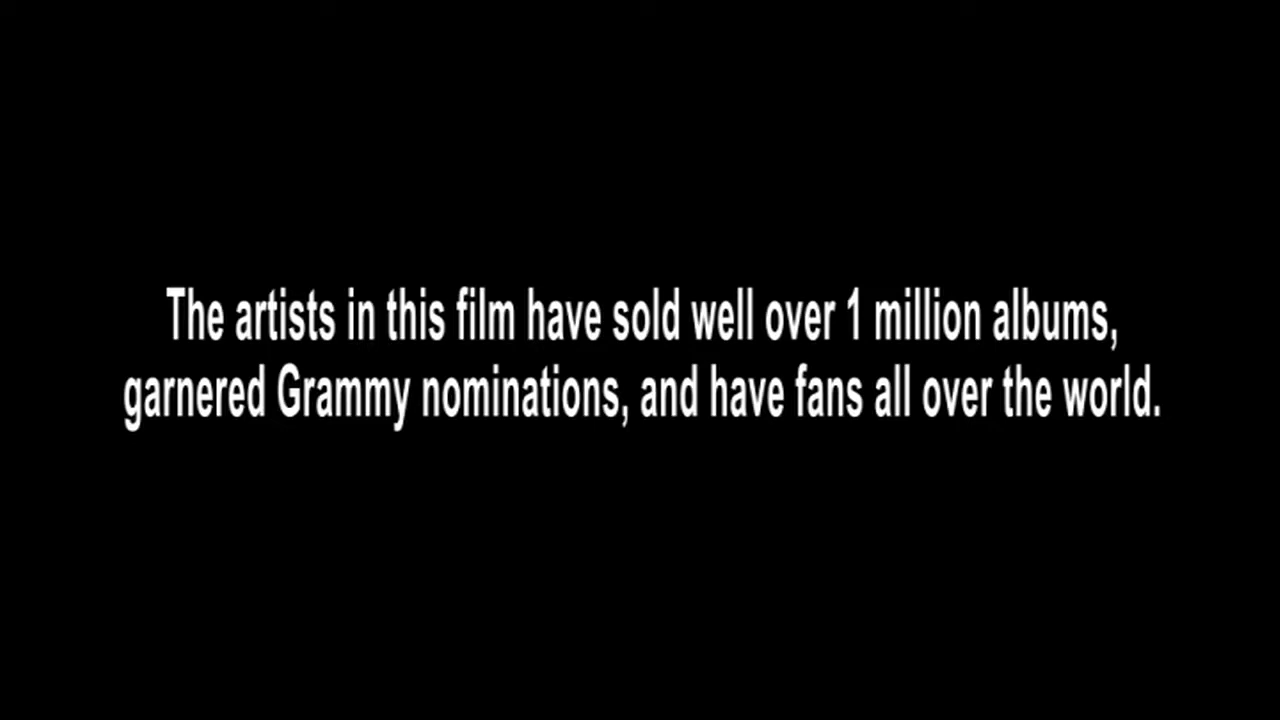 The artists in this film have sold well over 1 million albums,
garnered Grammy nominations, and have fans all over the world.